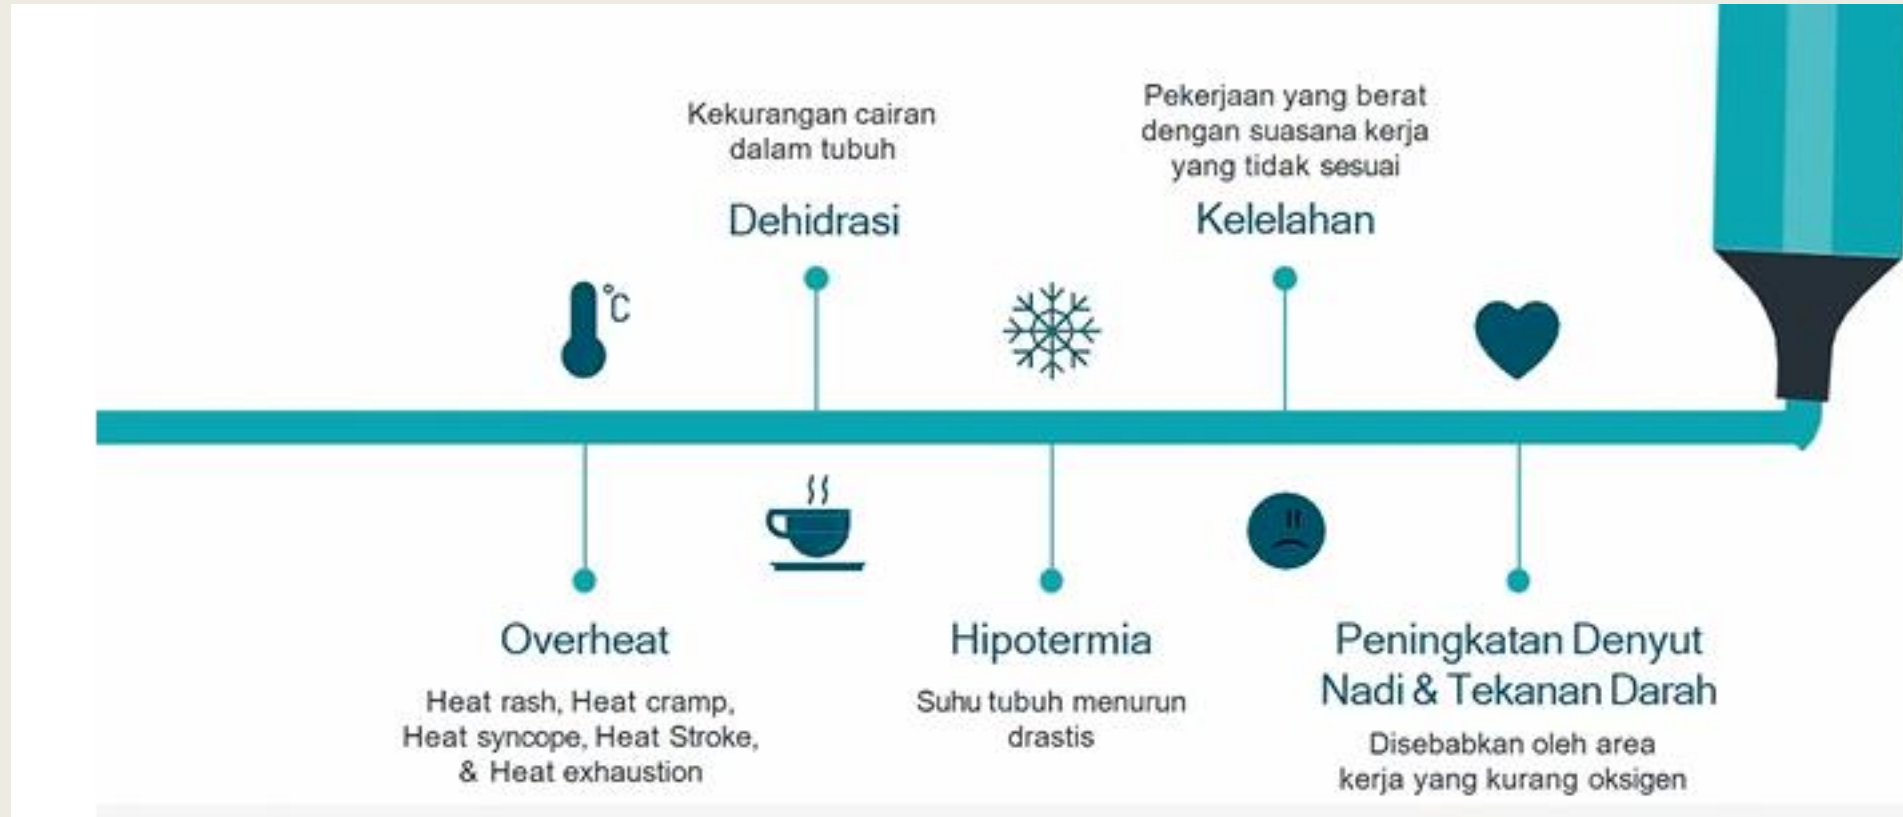 Kekurangan cairan
dalam tubuh
Dehidrasi
Pekerjaan yang berat
dengan suasana kerja
yang tidak sesuai
Kelelahan
°C
Overheat
Heat rash, Heat cramp,
Heat syncope, Heat Stroke,
& Heat exhaustion
Hipotermia
Suhu tubuh menurun
drastis
Peningkatan Denyut
Nadi & Tekanan Darah
Disebabkan oleh area
kerja yang kurang oksigen